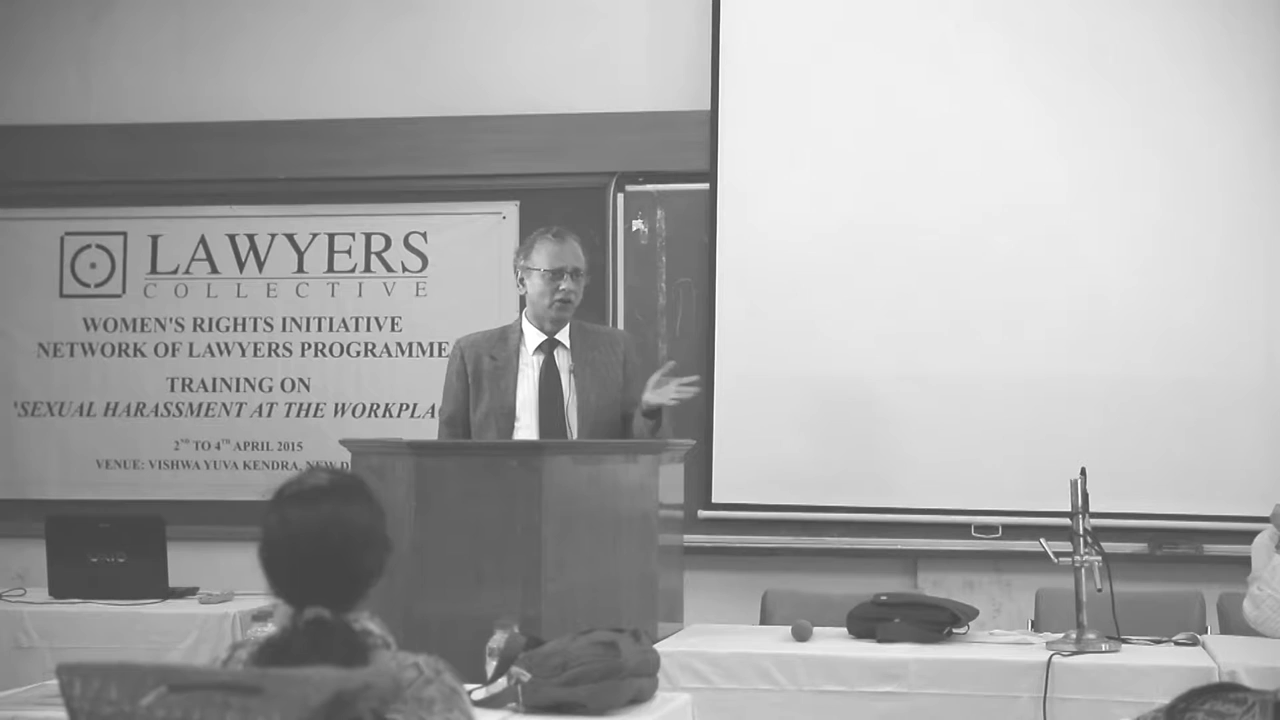 LAWYERS
COLLECTIVE
WOMEN'S RIGHTS INITIATIVE
NETWORK OF LAWYERS PROGRAMME
TRAINING ON
'SEXUAL HARASSMENT AT THE WORKPLA
2ND TO 4TH APRIL 2015
VENUE: VISHWA YUVA KENDRA, NEW D